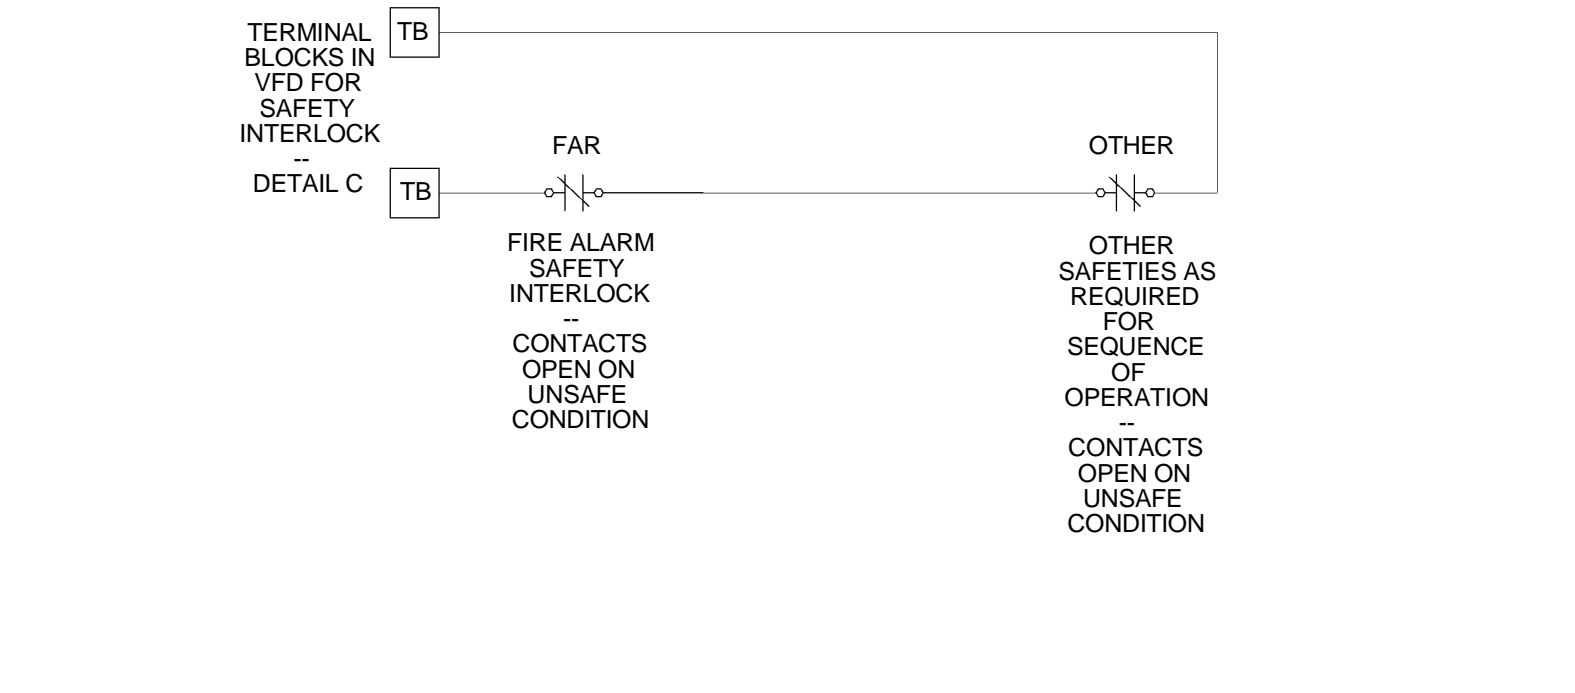 TERMINAL
BLOCKS IN
VFD FOR
SAFETY
INTERLOCK
--
DETAIL C
TB
TB
FAR
FIRE ALARM
SAFETY
INTERLOCK
--
CONTACTS
OPEN ON
UNSAFE
CONDITION
OTHER
OTHER
SAFETIES AS
REQUIRED
FOR
SEQUENCE
OF
OPERATION
--
CONTACTS
OPEN ON
UNSAFE
CONDITION